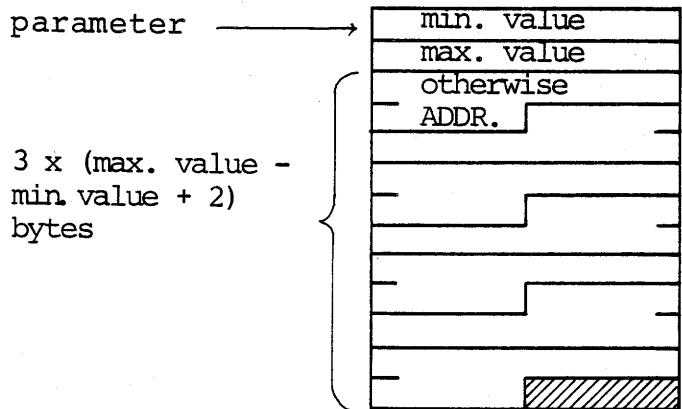 parameter
min. value
max. value
otherwise
ADDR.
3 x (max. value -
min. value + 2)
bytes